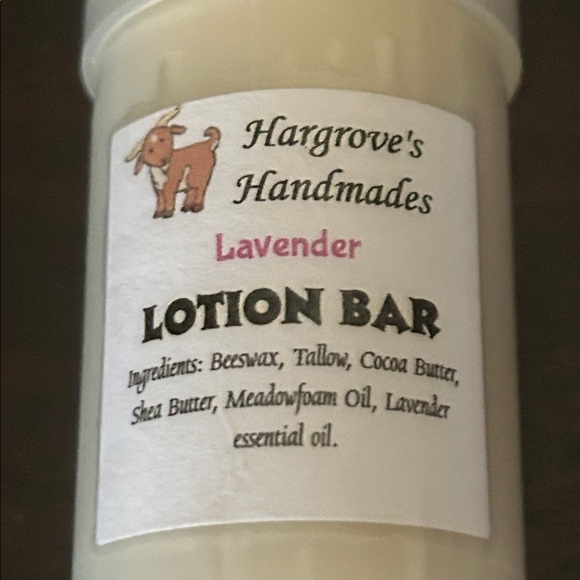 Hargrove's
Handmades
Lavender
LOTION BAR
Ingredients: Beeswax, Tallow, Cocoa Butter,
Shea Butter, Meadowfoam Oil, Lavender
essential oil.